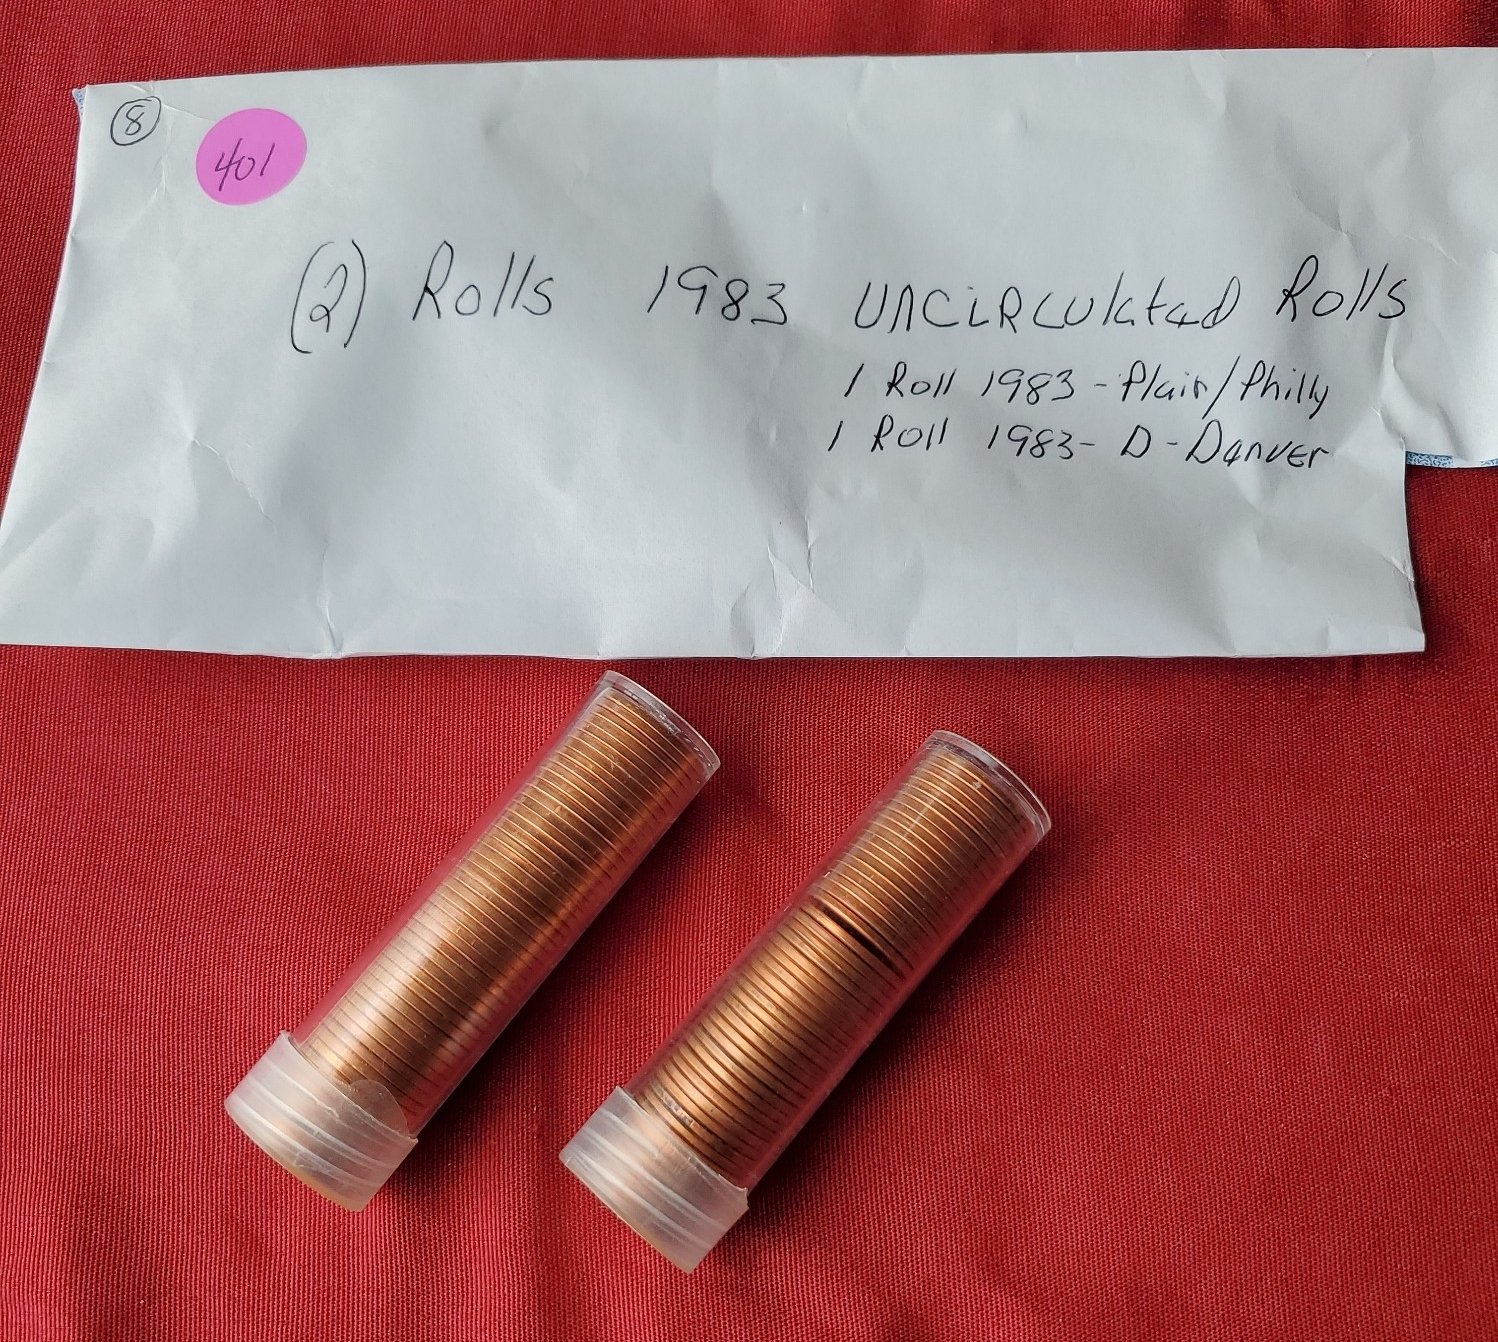 8
401
(2) Rolls 1983 UNCIRCulated Rolls
1 Roll 1983 - Plain/Philly
1 Roll 1983 - D - Denver